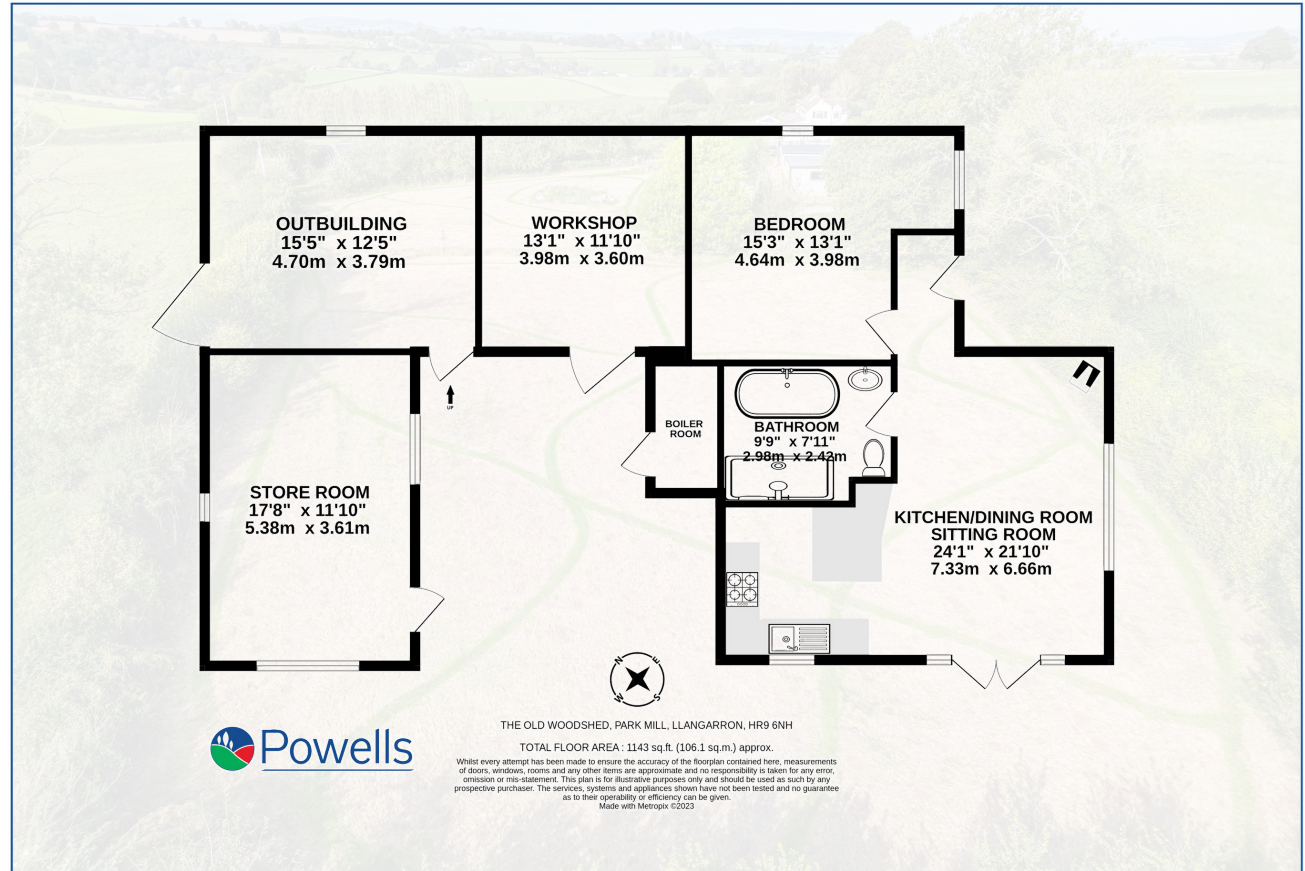 OUTBUILDING
15'5" x 12'5"
4.70m x 3.79m
WORKSHOP
13'1" x 11'10"
3.98m x 3.60m
BEDROOM
15'3" x 13'1"
4.64m x 3.98m
UP
BOILER
ROOM
BATHROOM
9'9" x 7'11"
2.98m x 2.42m
STORE ROOM
17'8" x 11'10"
5.38m x 3.61m
KITCHEN/DINING ROOM
SITTING ROOM
24'1" x 21'10"
7.33m x 6.66m
N
E
W
S
Powells
THE OLD WOODSHED, PARK MILL, LLANGARRON, HR9 6NH
TOTAL FLOOR AREA : 1143 sq.ft. (106.1 sq.m.) approx.
Whilst every attempt has been made to ensure the accuracy of the floorplan contained here, measurements
of doors, windows, rooms and any other items are approximate and no responsibility is taken for any error,
omission or mis-statement. This plan is for illustrative purposes only and should be used as such by any
prospective purchaser. The services, systems and appliances shown have not been tested and no guarantee
as to their operability or efficiency can be given.
Made with Metropix ©2023